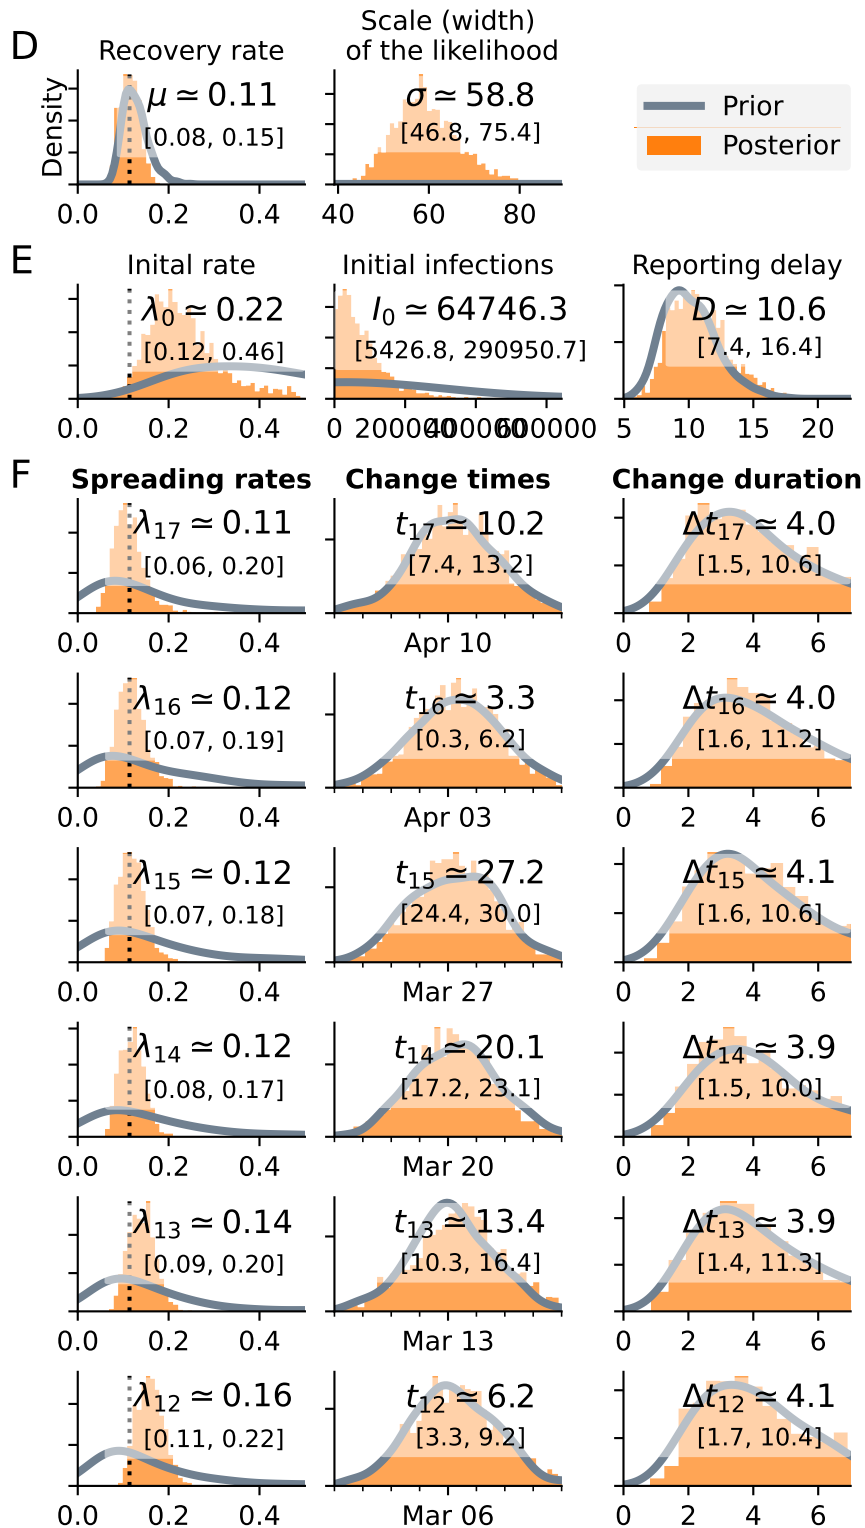 D
Recovery rate
Scale (width)
of the likelihood
Density
μ ≃ 0.11
[0.08, 0.15]
0.0 0.2 0.4
σ ≃ 58.8
[46.8, 75.4]
40 60 80
Prior
Posterior
E
Inital rate
λ0 ≃ 0.22
[0.12, 0.46]
0.0 0.2 0.4
Initial infections
I0 ≃ 64746.3
[5426.8, 290950.7]
0 200000 400000 600000
Reporting delay
D ≃ 10.6
[7.4, 16.4]
5 10 15 20
F
Spreading rates Change times Change duration
λ17 ≃ 0.11 t17 ≃ 10.2 Δt17 ≃ 4.0
[0.06, 0.20] [7.4, 13.2] [1.5, 10.6]
0.0 0.2 0.4 Apr 10 0 2 4 6
λ16 ≃ 0.12 t16 ≃ 3.3 Δt16 ≃ 4.0
[0.07, 0.19] [0.3, 6.2] [1.6, 11.2]
0.0 0.2 0.4 Apr 03 0 2 4 6
λ15 ≃ 0.12 t15 ≃ 27.2 Δt15 ≃ 4.1
[0.07, 0.18] [24.4, 30.0] [1.6, 10.6]
0.0 0.2 0.4 Mar 27 0 2 4 6
λ14 ≃ 0.12 t14 ≃ 20.1 Δt14 ≃ 3.9
[0.08, 0.17] [17.2, 23.1] [1.5, 10.0]
0.0 0.2 0.4 Mar 20 0 2 4 6
λ13 ≃ 0.14 t13 ≃ 13.4 Δt13 ≃ 3.9
[0.09, 0.20] [10.3, 16.4] [1.4, 11.3]
0.0 0.2 0.4 Mar 13 0 2 4 6
λ12 ≃ 0.16 t12 ≃ 6.2 Δt12 ≃ 4.1
[0.11, 0.22] [3.3, 9.2] [1.7, 10.4]
0.0 0.2 0.4 Mar 06 0 2 4 6